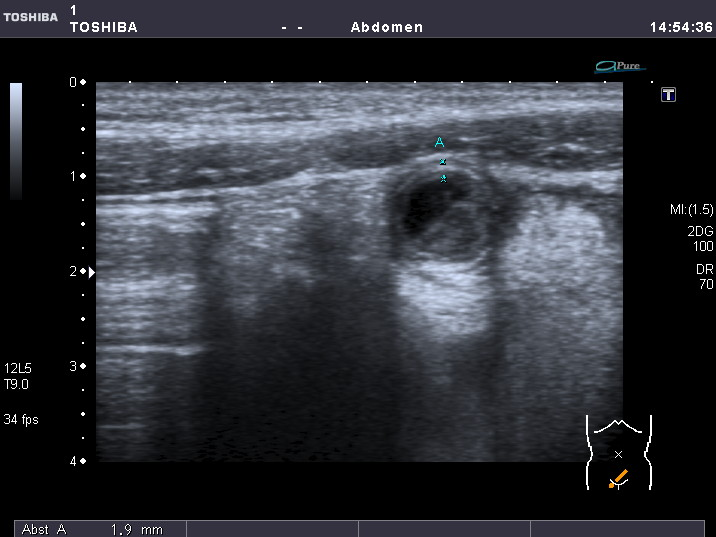 TOSHIBA
1
TOSHIBA - - Abdomen 14:54:36
aPure
T
A
0
1
2
3
4
MI:(1.5)
2DG
100
DR
70
12L5
T9.0
34 fps
Abst A 1.9 mm